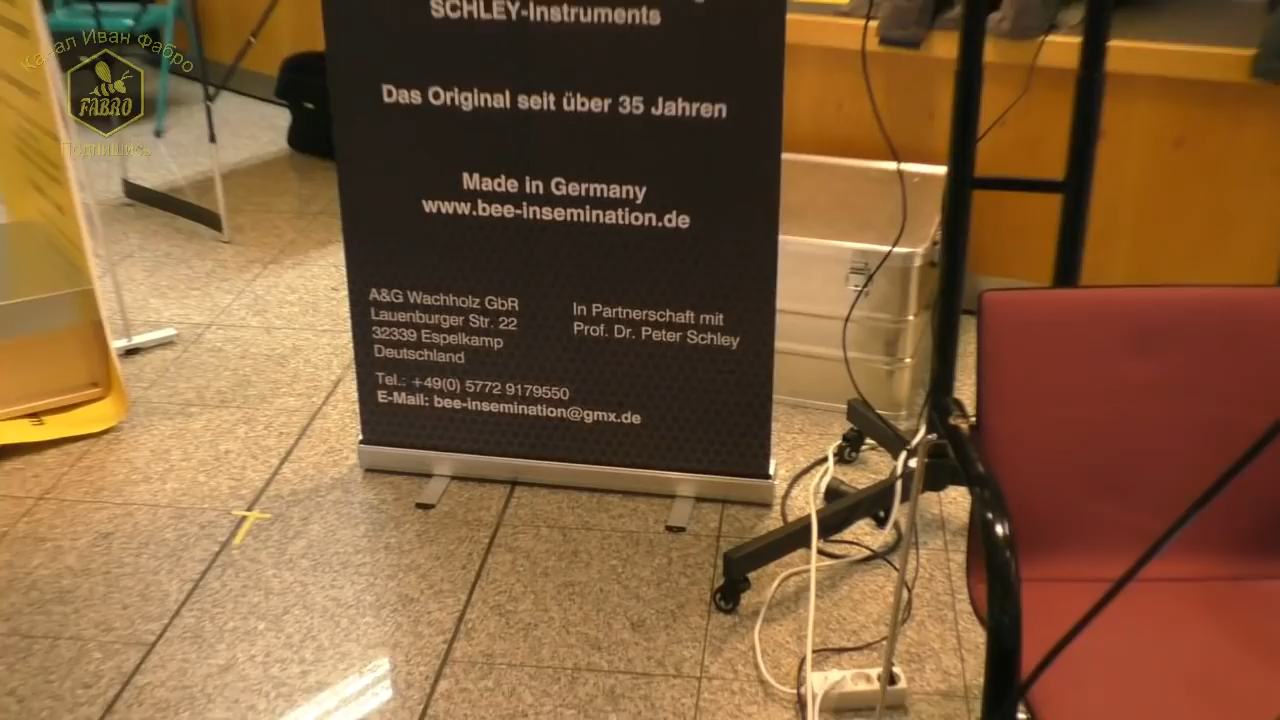 Канал Иван Фабро
FABRO
Подпишись
SCHLEY-Instruments
Das Original seit über 35 Jahren
Made in Germany
www.bee-insemination.de
A&G Wachholz GbR
Lauenburger Str. 22
32339 Espelkamp
Deutschland
In Partnerschaft mit
Prof. Dr. Peter Schley
Tel.: +49(0) 5772 9179550
E-Mail: bee-insemination@gmx.de